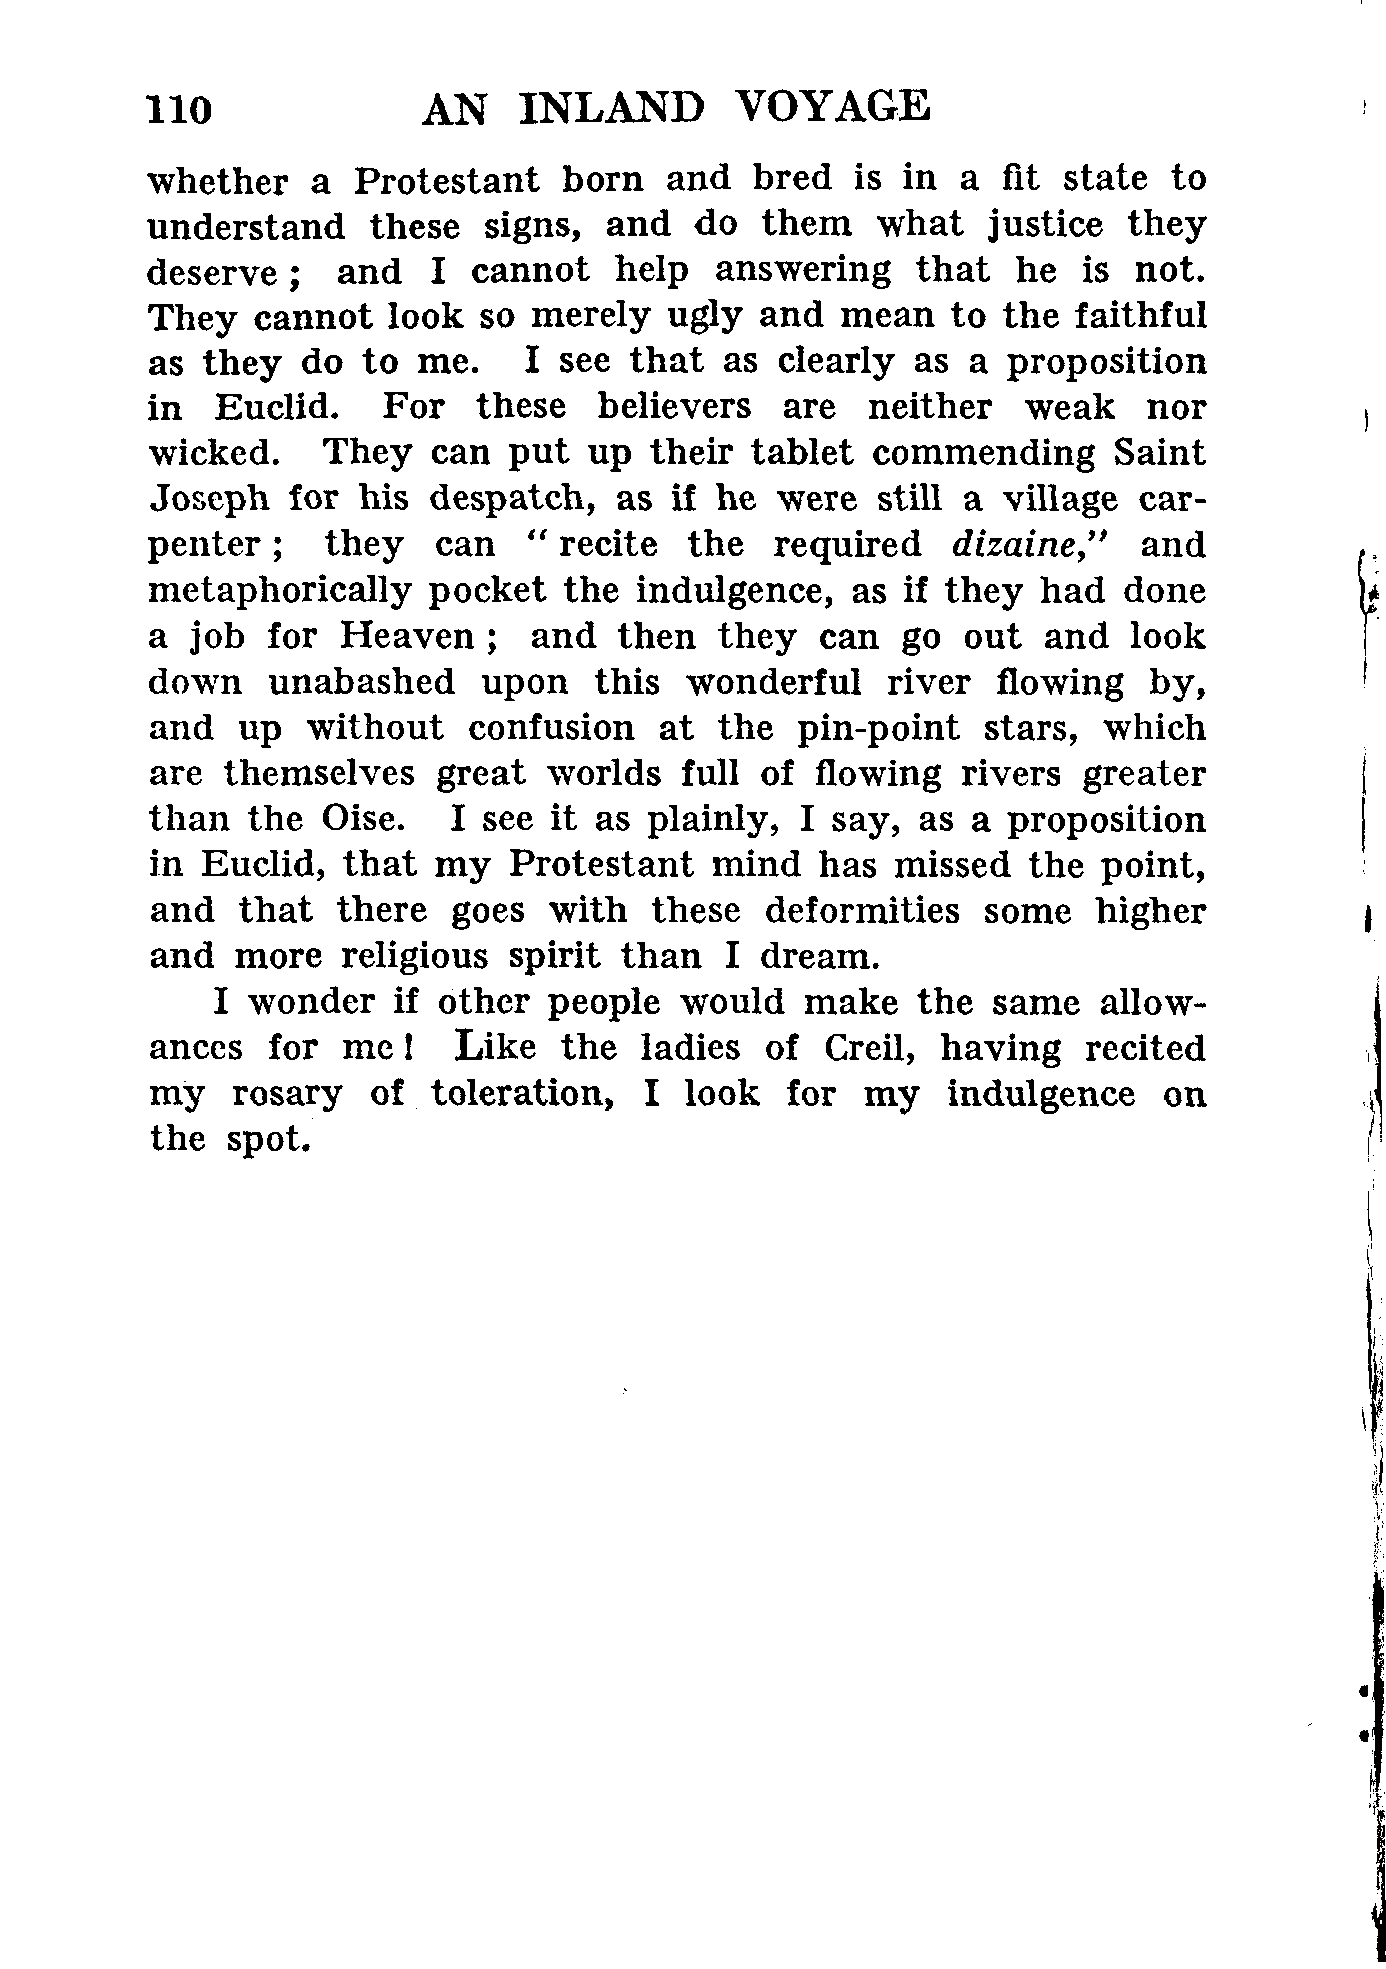 110 AN INLAND VOYAGE
whether a Protestant born and bred is in a fit state to
understand these signs, and do them what justice they
deserve ; and I cannot help answering that he is not.
They cannot look so merely ugly and mean to the faithful
as they do to me. I see that as clearly as a proposition
in Euclid. For these believers are neither weak nor
wicked. They can put up their tablet commending Saint
Joseph for his despatch, as if he were still a village car-
penter ; they can “ recite the required dizaine,” and
metaphorically pocket the indulgence, as if they had done
a job for Heaven ; and then they can go out and look
down unabashed upon this wonderful river flowing by,
and up without confusion at the pin-point stars, which
are themselves great worlds full of flowing rivers greater
than the Oise. I see it as plainly, I say, as a proposition
in Euclid, that my Protestant mind has missed the point,
and that there goes with these deformities some higher
and more religious spirit than I dream.
I wonder if other people would make the same allow-
ances for me ! Like the ladies of Creil, having recited
my rosary of toleration, I look for my indulgence on
the spot.